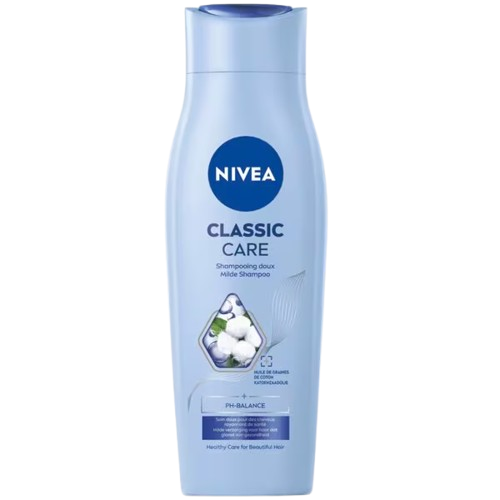 NIVEA
CLASSIC
CARE
Shampooing doux
Milde Shampoo
HUILE DE GRAINES
DE COTON
KATOENZAADOLIE
+
PH-BALANCE
Healthy Care for Beautiful Hair